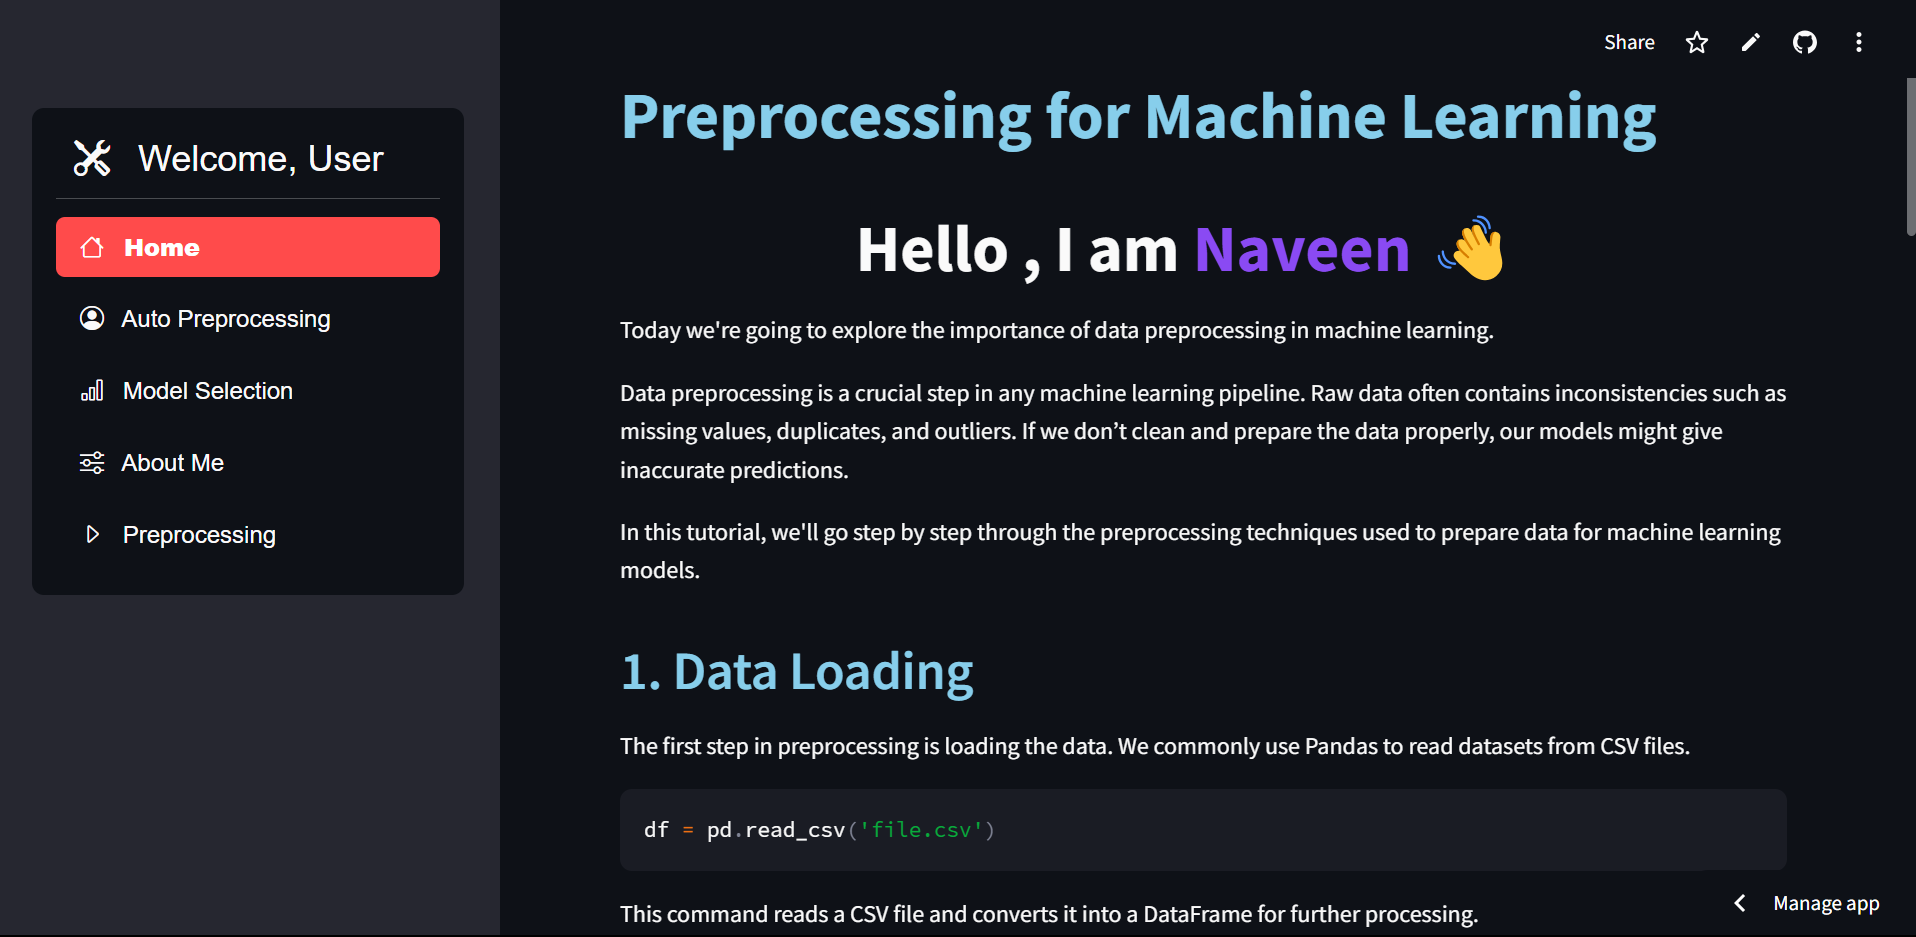 Share
Welcome, User
Home
Auto Preprocessing
Model Selection
About Me
Preprocessing
Preprocessing for Machine Learning
Hello , I am Naveen 👋
Today we're going to explore the importance of data preprocessing in machine learning.
Data preprocessing is a crucial step in any machine learning pipeline. Raw data often contains inconsistencies such as
missing values, duplicates, and outliers. If we don’t clean and prepare the data properly, our models might give
inaccurate predictions.
In this tutorial, we'll go step by step through the preprocessing techniques used to prepare data for machine learning
models.
1. Data Loading
The first step in preprocessing is loading the data. We commonly use Pandas to read datasets from CSV files.
df = pd.read_csv('file.csv')
This command reads a CSV file and converts it into a DataFrame for further processing.
Manage app